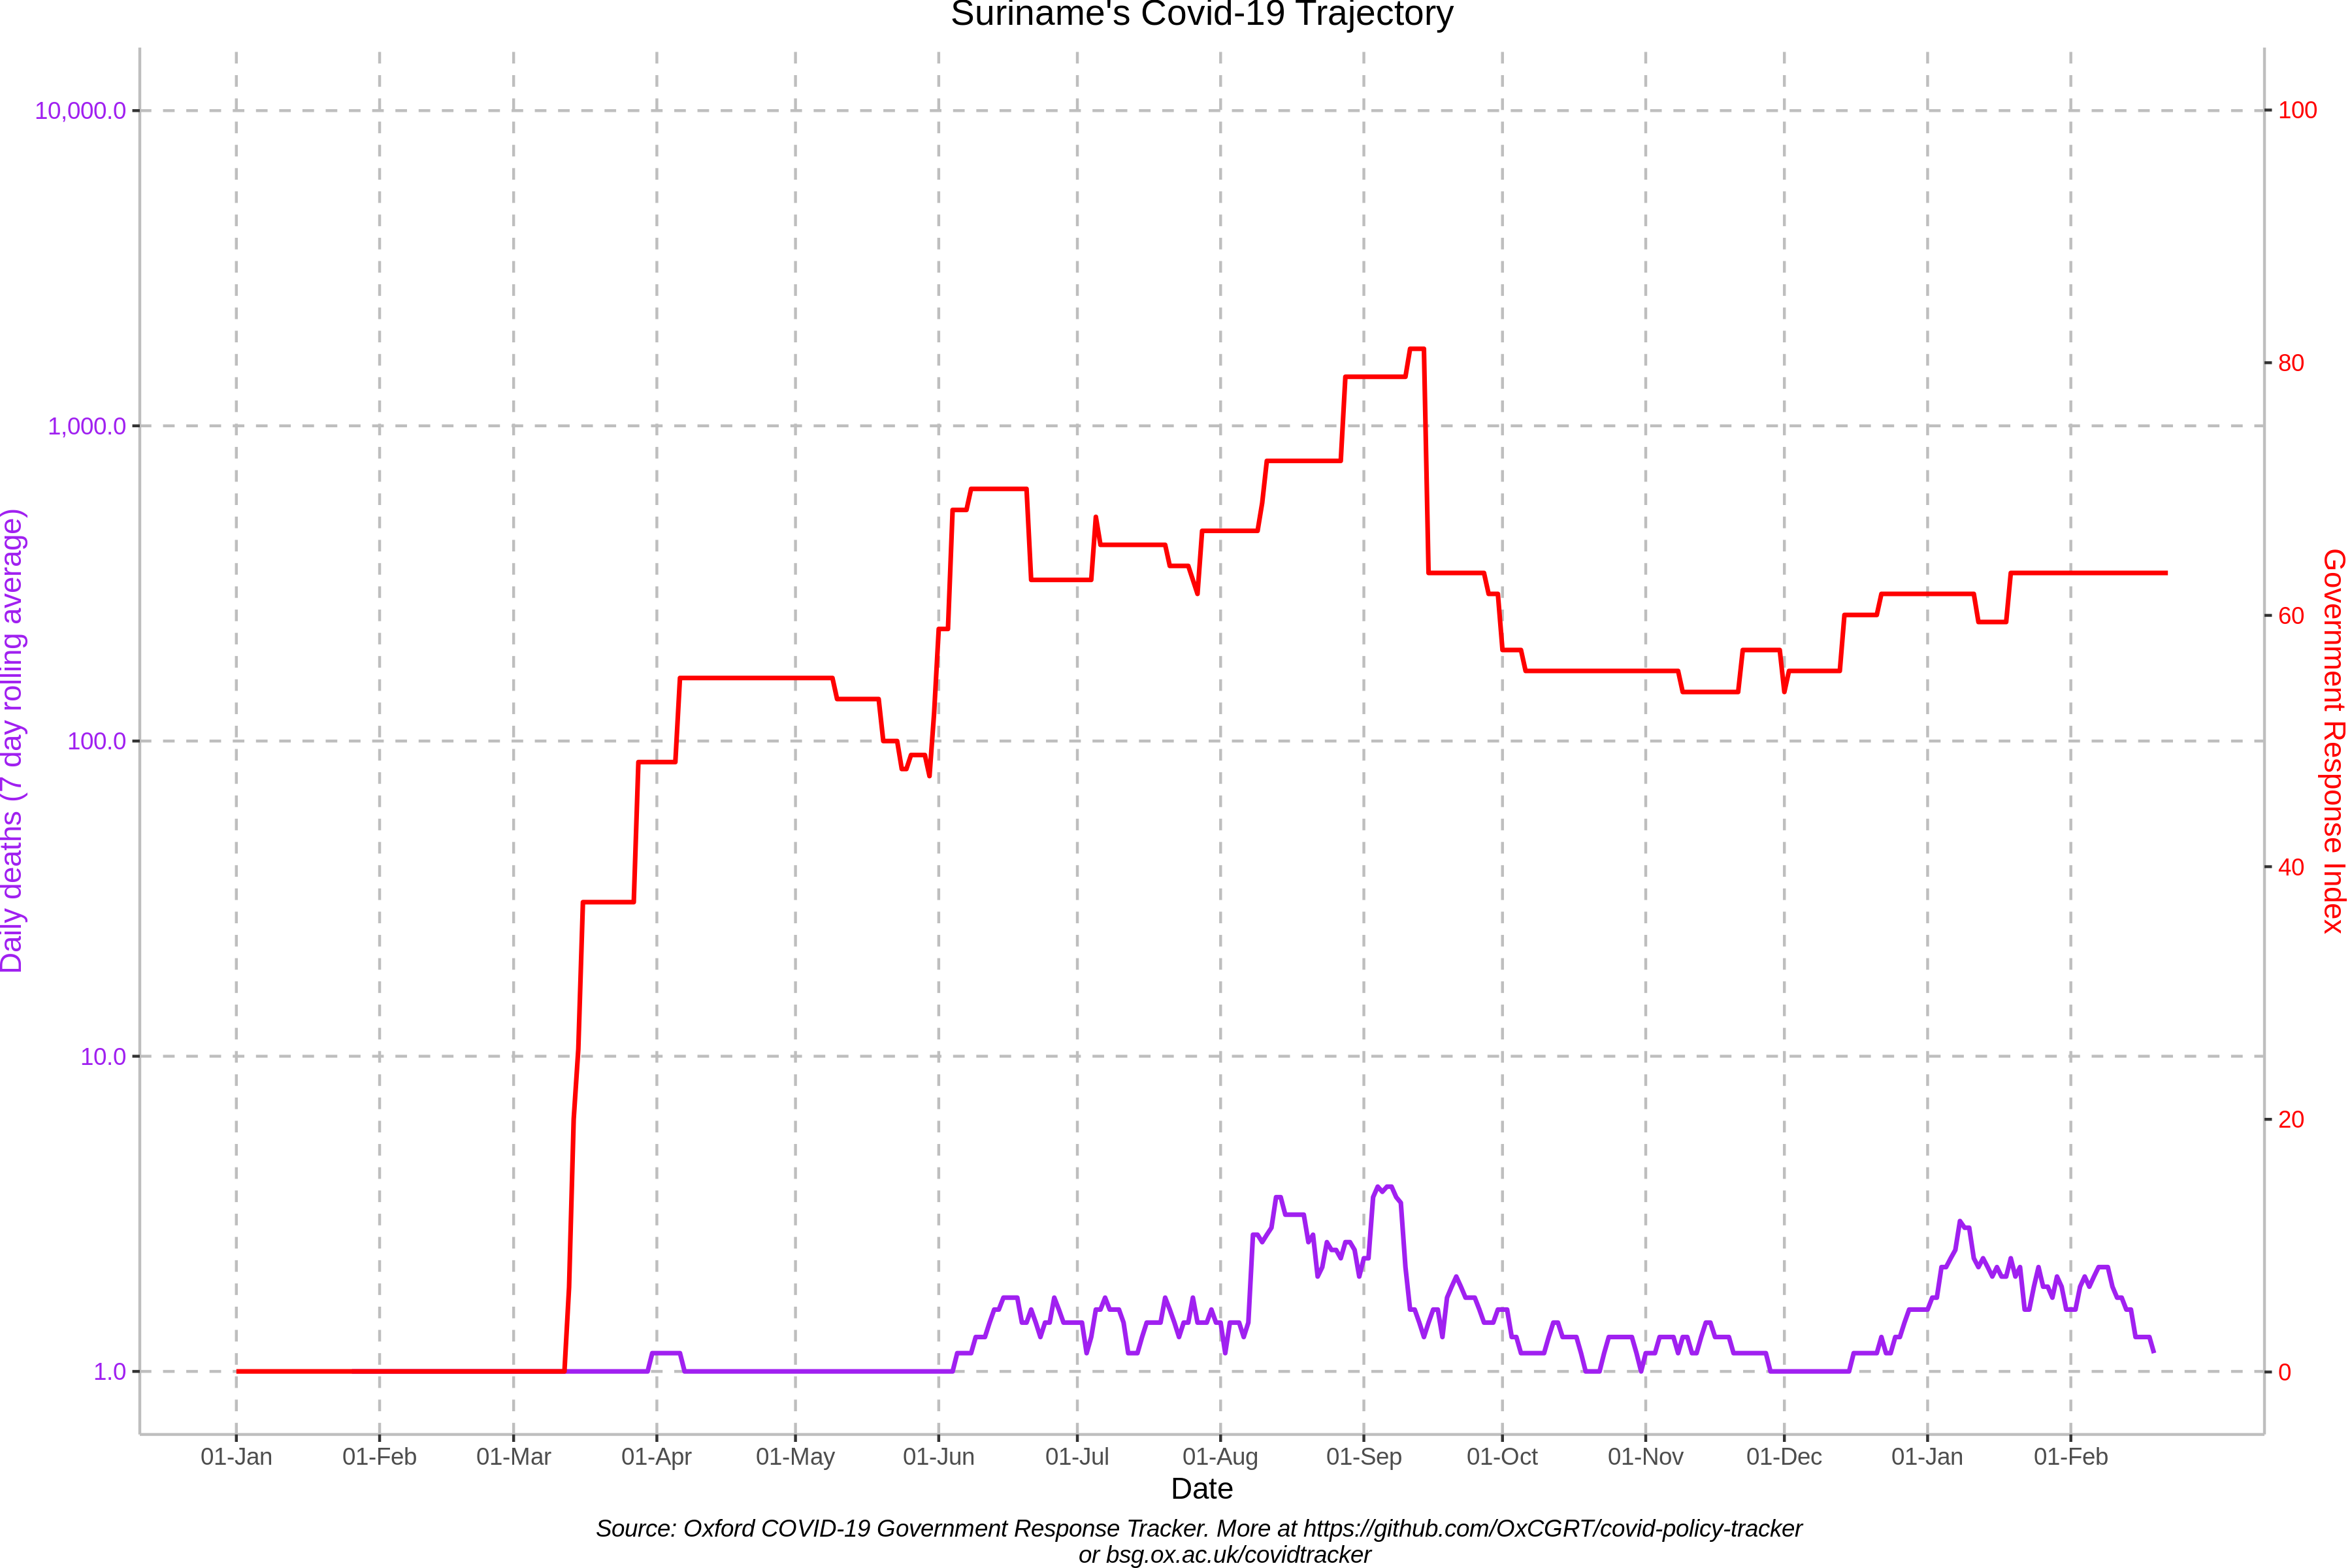 Suriname's Covid-19 Trajectory
10,000.0
1,000.0
100.0
10.0
1.0
Daily deaths (7 day rolling average)
100
80
60
40
20
0
Government Response Index
01-Jan
01-Feb
01-Mar
01-Apr
01-May
01-Jun
01-Jul
01-Aug
01-Sep
01-Oct
01-Nov
01-Dec
01-Jan
01-Feb
Date
Source: Oxford COVID-19 Government Response Tracker. More at https://github.com/OxCGRT/covid-policy-tracker
or bsg.ox.ac.uk/covidtracker